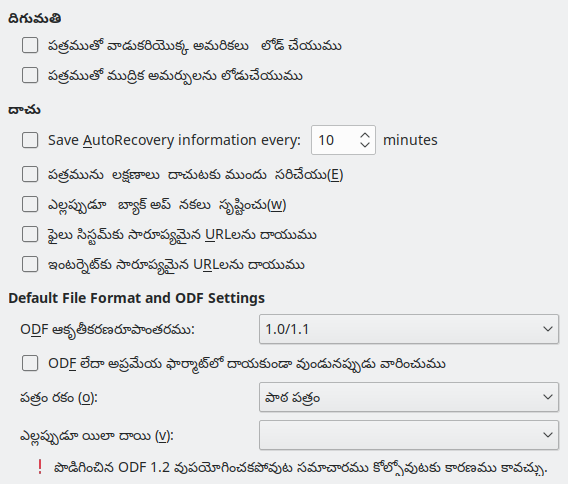 దిగుమతి
పత్రముతో వాడుకరియొక్క అమరికలు లోడ్ చేయుము
పత్రముతో ముద్రిక అమర్పులను లోడుచేయుము
దాచు
Save AutoRecovery information every: 10 minutes
పత్రమును లక్షణాలు దాచుటకు ముందు సరిచేయు(E)
ఎల్లప్పుడూ బ్యాక్ అప్ నకలు సృష్టించు(w)
ఫైలు సిస్టమ్‌కు సారూప్యమైన URLలను దాయుము
ఇంటర్నెట్‌కు సారూప్యమైన URLలను దాయుము
Default File Format and ODF Settings
ODF ఆకృతీకరణరూపాంతరము: 1.0/1.1
ODF లేదా అప్రమేయ ఫార్మాట్‌లో దాయకుండా వుండునప్పుడు వారించుము
పత్రం రకం (o): పాఠ పత్రం
ఎల్లప్పుడూ యిలా దాయి (v):
! పొడిగించిన ODF 1.2 వుపయోగించకపోవుట సమాచారము కోల్పోవుటకు కారణము కావచ్చు.